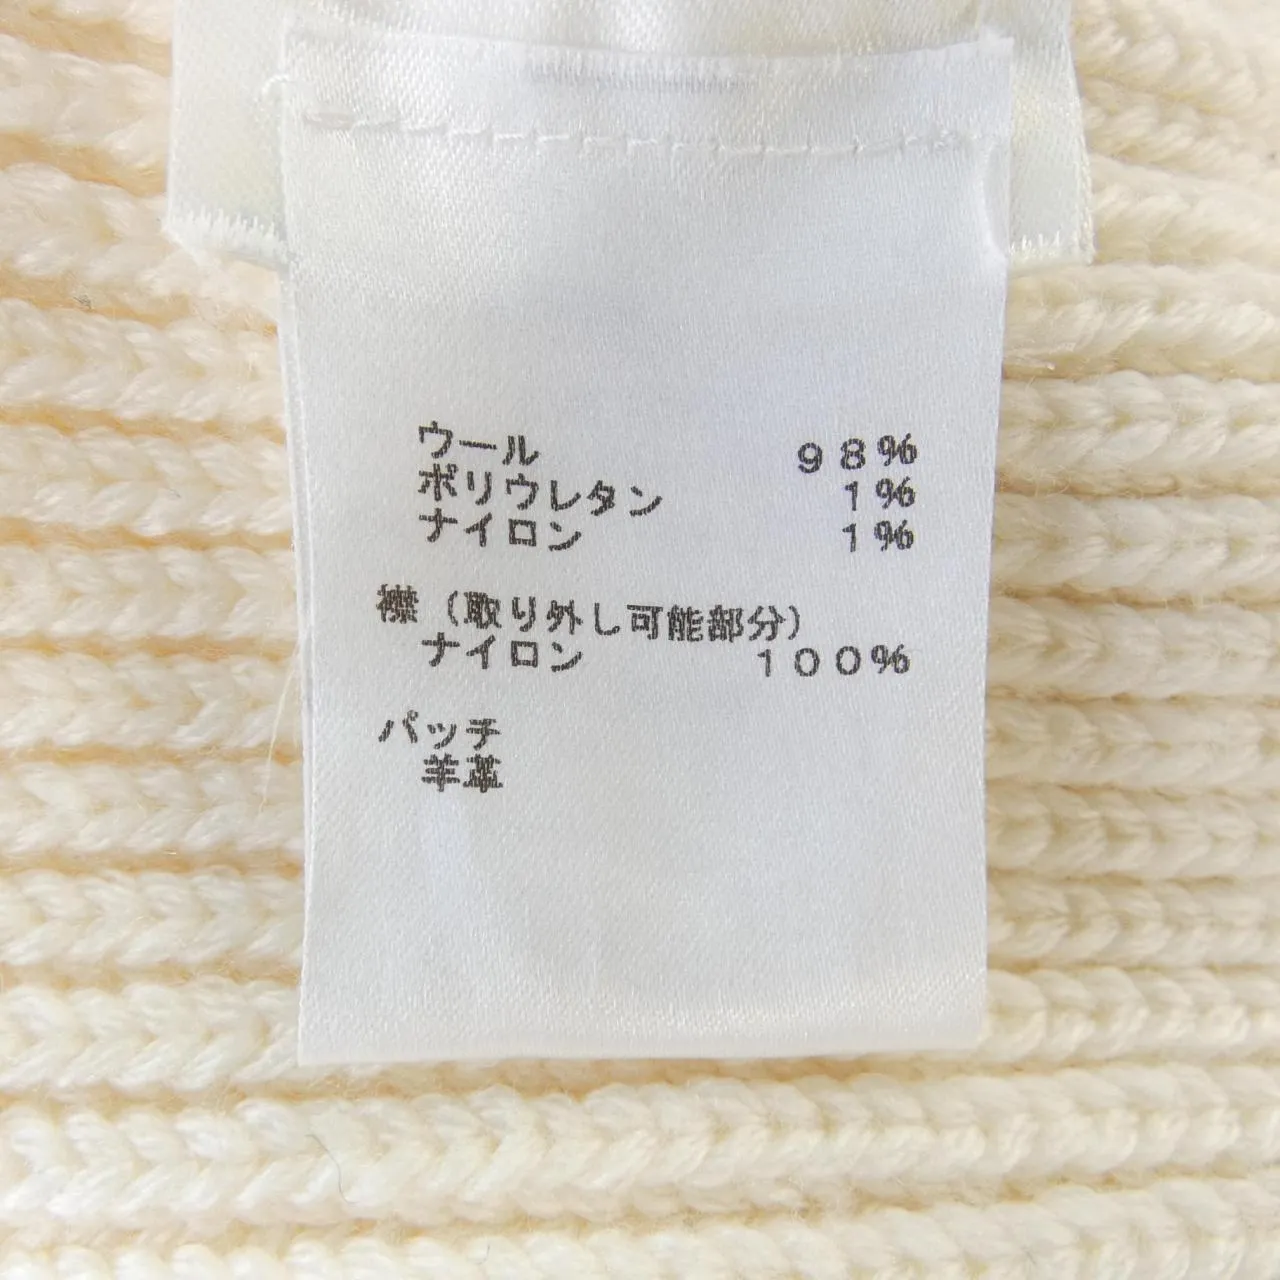 ウール ９８％
ポリウレタン １％
ナイロン １％
襟（取り外し可能部分）
ナイロン １００％
パッチ
羊革